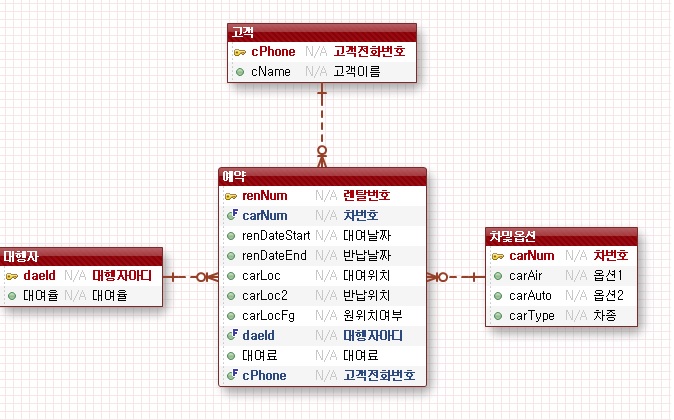 고객
cPhone N/A 고객전화번호
cName N/A 고객이름
예약
renNum N/A 렌탈번호
carNum N/A 차번호
renDateStart N/A 대여날짜
renDateEnd N/A 반납날짜
carLoc N/A 대여위치
carLoc2 N/A 반납위치
carLocFg N/A 원위치여부
daeId N/A 대행자아디
대여료 N/A 대여료
cPhone N/A 고객전화번호
대행자
daeId N/A 대행자아디
대여율 N/A 대여율
차및옵션
carNum N/A 차번호
carAir N/A 옵션1
carAuto N/A 옵션2
carType N/A 차종